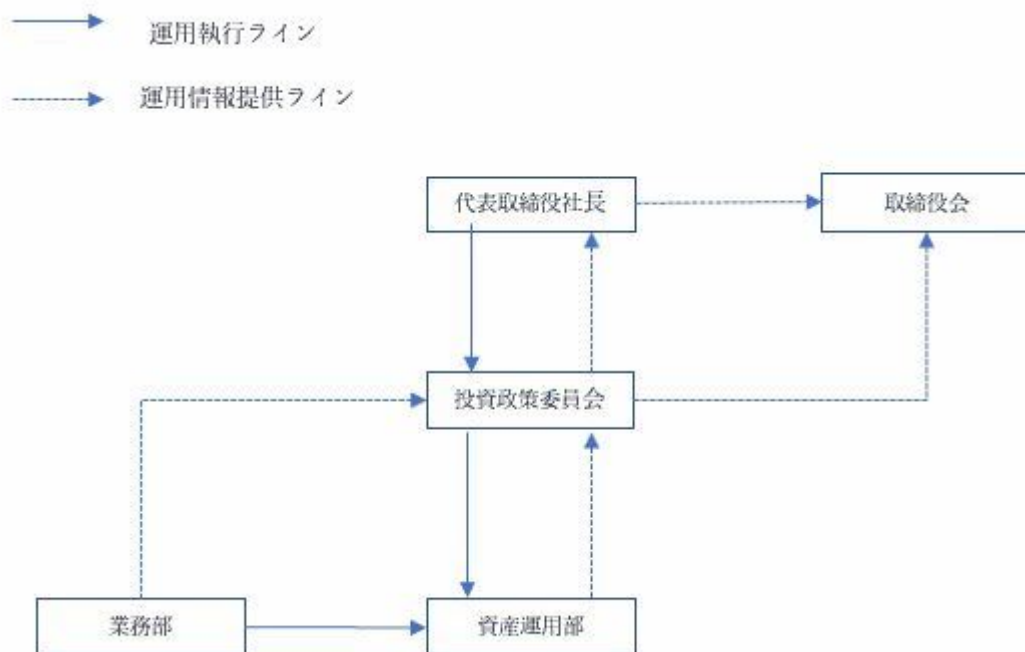 運用執行ライン
運用情報提供ライン
代表取締役社長
取締役会
投資政策委員会
業務部
資産運用部